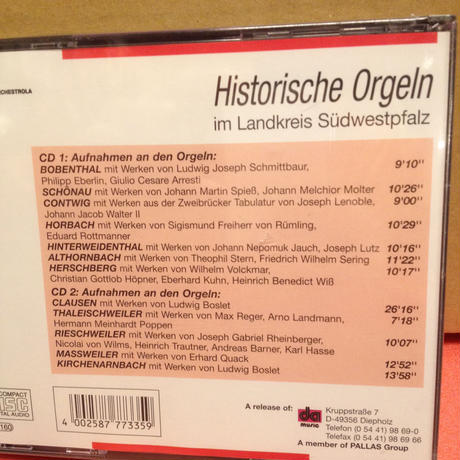 CHESTROLA
Historische Orgeln
im Landkreis Südwestpfalz
CD 1: Aufnahmen an den Orgeln:
BOBENTHAL mit Werken von Ludwig Joseph Schmittbaur, 9'10''
Philipp Eberlin, Giulio Cesare Arresti
SCHÖNAU mit Werken von Johann Martin Spieß, Johann Melchior Molter 10'26''
CONTWIG mit Werken aus der Zweibrücker Tabulatur von Joseph Lenoble, 9'00''
Johann Jacob Walter II
HORBACH mit Werken von Sigismund Freiherr von Rümling, 10'29''
Eduard Rottmanner
HINTERWEIDENTHAL mit Werken von Johann Nepomuk Jauch, Joseph Lutz 10'16''
ALTHORNBACH mit Werken von Theophil Stern, Friedrich Wilhelm Sering 11'22''
HERSCHBERG mit Werken von Wilhelm Volckmar, 10'17''
Christian Gottlob Höpner, Eberhard Kuhn, Heinrich Benedict Wiß
CD 2: Aufnahmen an den Orgeln:
CLAUSEN mit Werken von Ludwig Boslet 26'16''
THALEISCHWEILER mit Werken von Max Reger, Arno Landmann, 7'18''
Hermann Meinhardt Poppen
RIESCHWEILER mit Werken von Joseph Gabriel Rheinberger, 10'07''
Nicolai von Wilms, Heinrich Trautner, Andreas Barner, Karl Hasse
MASSWEILER mit Werken von Erhard Quack 12'52''
KIRCHENARNBACH mit Werken von Ludwig Boslet 13'58''
COMPACT
DISC
DIGITAL AUDIO
160
4 002587 773359
A release of:
da
music
Kruppstraße 7
D-49356 Diepholz
Telefon (0 54 41) 98 69-0
Telefax (0 54 41) 98 69 66
A member of PALLAS Group